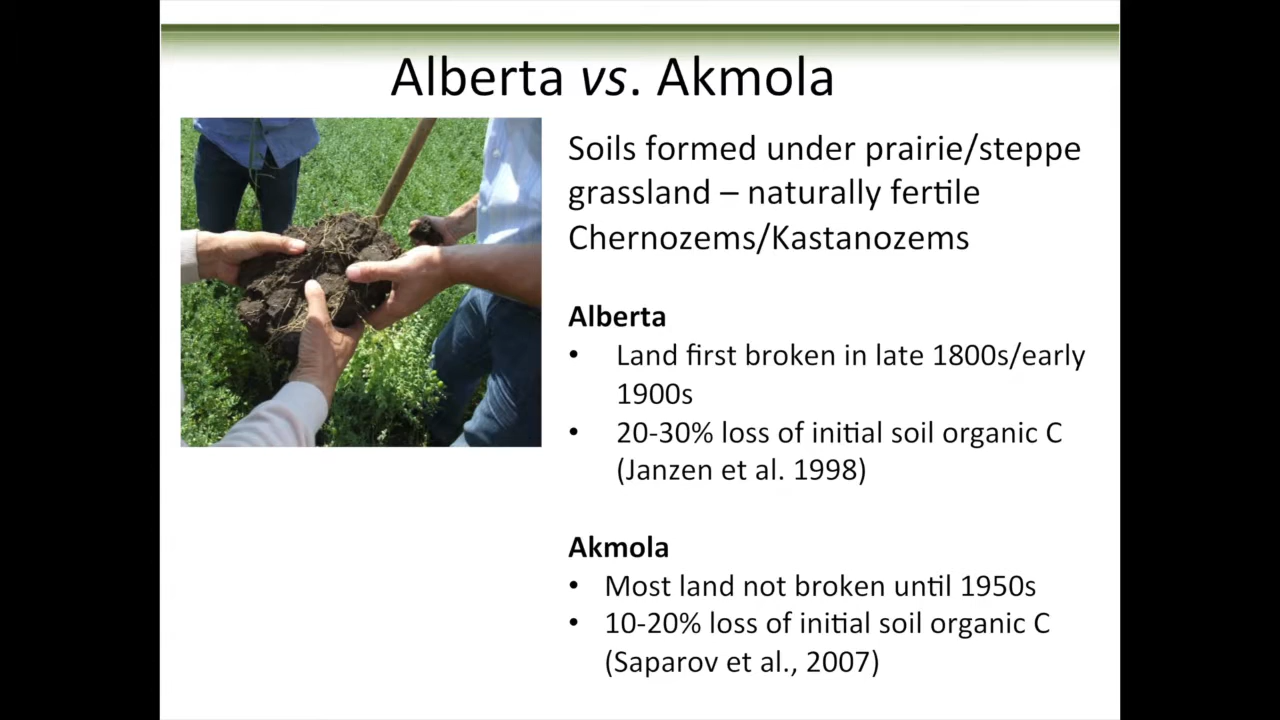 Alberta vs. Akmola
Soils formed under prairie/steppe
grassland – naturally fertile
Chernozems/Kastanozems
Alberta
• Land first broken in late 1800s/early
1900s
• 20-30% loss of initial soil organic C
(Janzen et al. 1998)
Akmola
• Most land not broken until 1950s
• 10-20% loss of initial soil organic C
(Saparov et al., 2007)